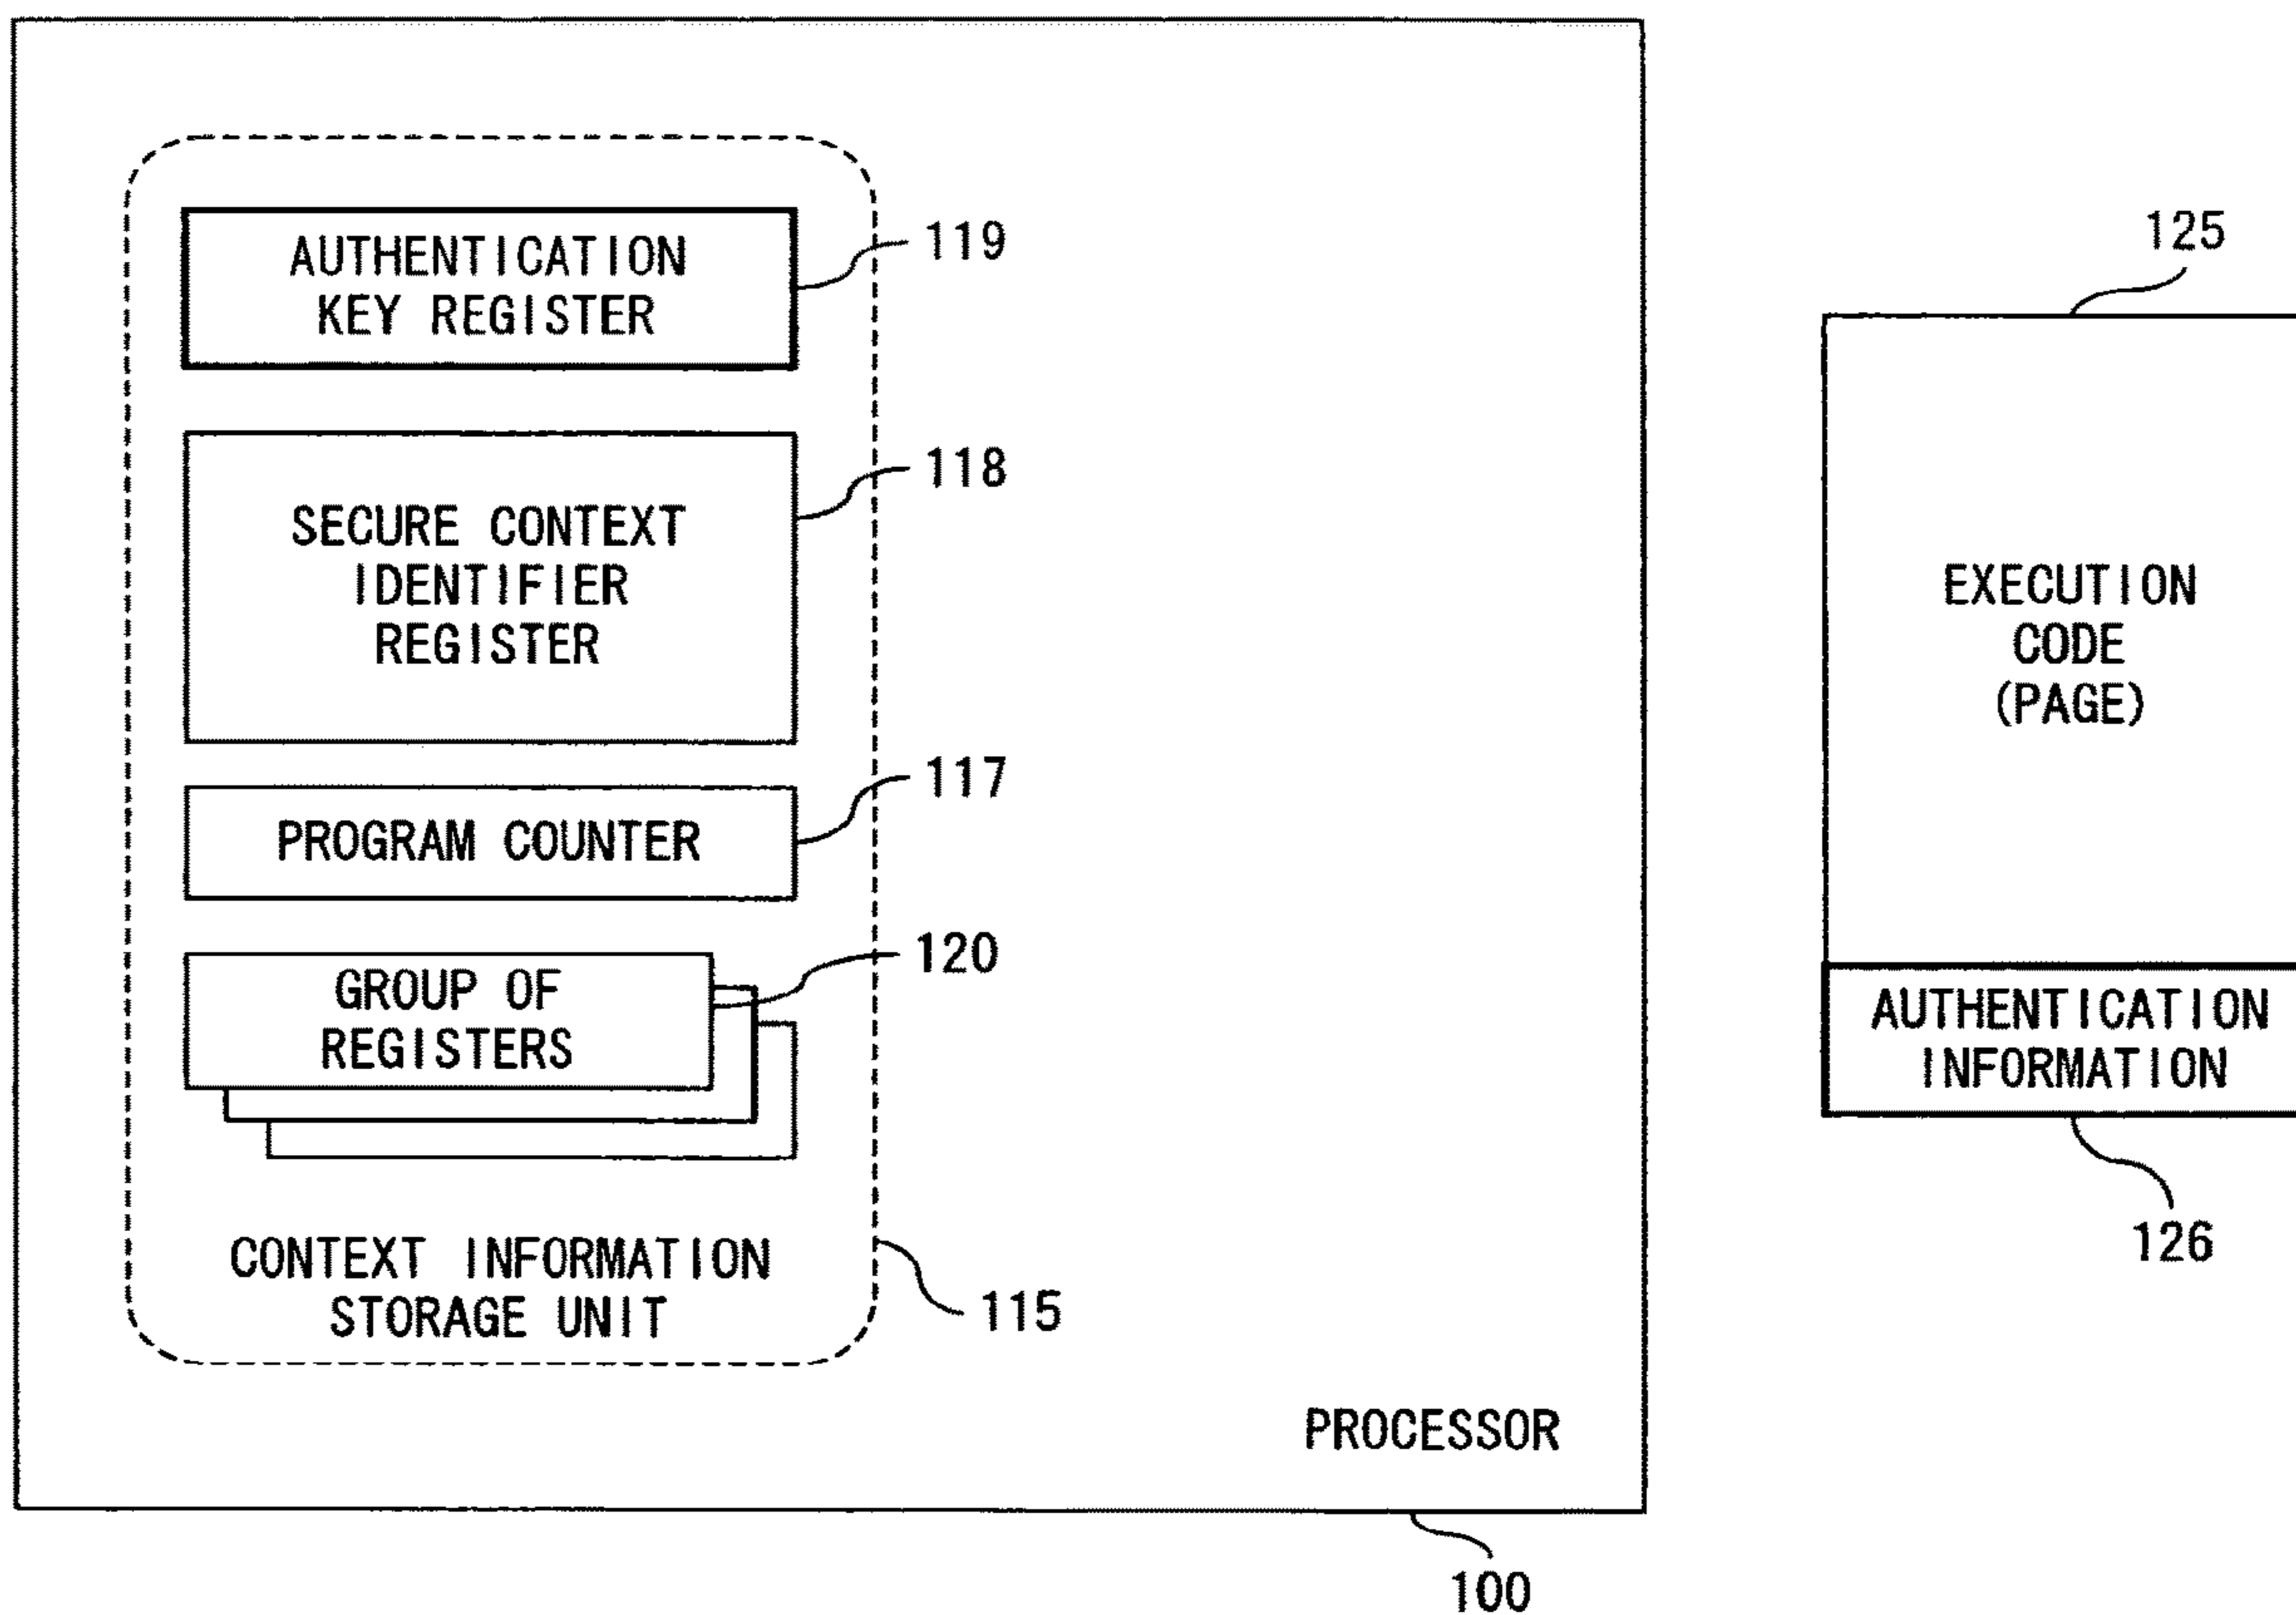 AUTHENTICATION
KEY REGISTER
119
SECURE CONTEXT
IDENTIFIER
REGISTER
118
PROGRAM COUNTER
117
GROUP OF
REGISTERS
120
CONTEXT INFORMATION
STORAGE UNIT
115
PROCESSOR
100
125
EXECUTION
CODE
(PAGE)
AUTHENTICATION
INFORMATION
126